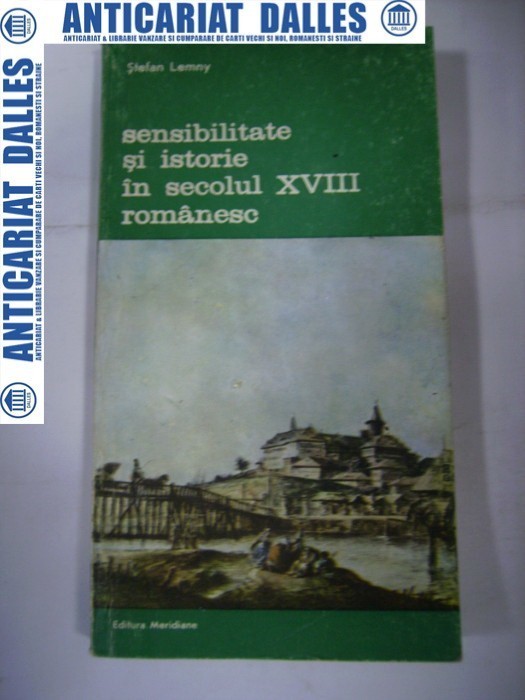 ANTICARIAT DALLES
ANTICARIAT & LIBRARIE VANZARE SI CUMPARARE DE CARTI VECHI SI NOI, ROMANESTI SI STRAINE
DALLES
DALLES
ANTICARIAT DALLES
ANTICARIAT & LIBRARIE VANZARE SI CUMPARARE DE CARTI VECHI SI NOI, ROMANESTI SI STRAINE
DALLES
Ștefan Lemny
sensibilitate
și istorie
în secolul XVIII
românesc
Editura Meridiane